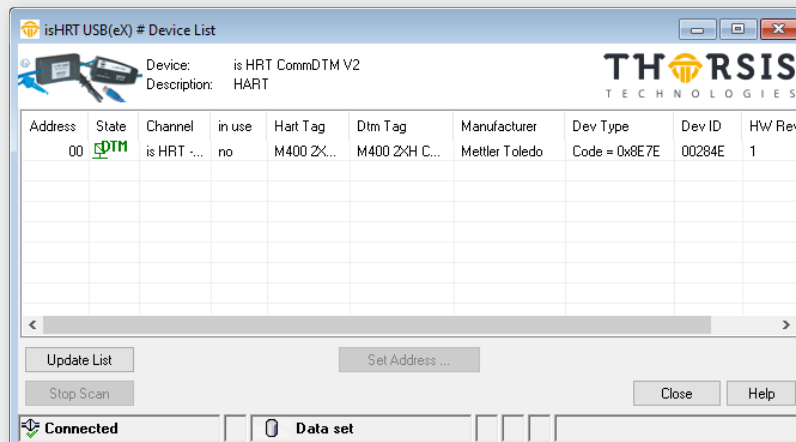 isHRT USB(eX) # Device List
Device: is HRT CommDTM V2
Description: HART
THORSIS
TECHNOLOGIES
Address State Channel in use Hart Tag Dtm Tag Manufacturer Dev Type Dev ID HW Rev
00 DTM is HRT -... no M400 2X... M400 2XH C... Mettler Toledo Code = 0x8E7E 00284E 1
Update List Set Address ...
Stop Scan Close Help
Connected Data set